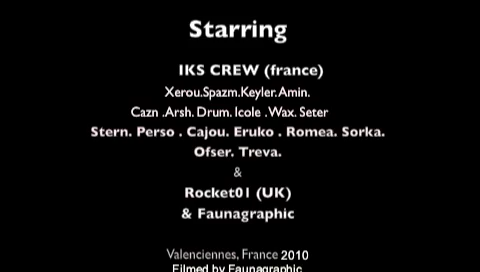 Starring
IKS CREW (france)
Xerou.Spazm.Keyler.Amin.
Cazn .Arsh. Drum. Icole .Wax. Seter
Stern. Perso . Cajou. Eruko . Romea. Sorka.
Ofser. Treva.
&
Rocket01 (UK)
& Faunagraphic
Valenciennes, France 2010
Filmed by Faunagraphic